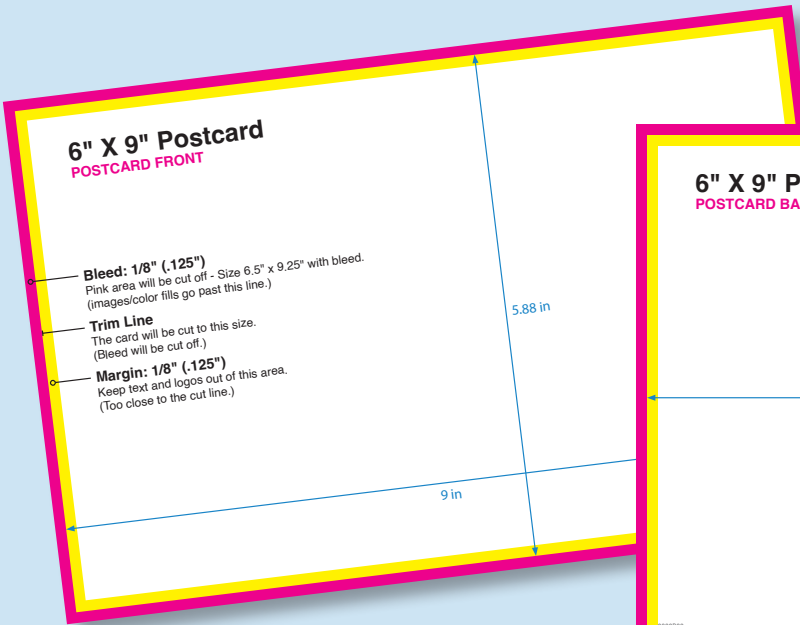 6" X 9" Postcard
POSTCARD FRONT
Bleed: 1/8" (.125")
Pink area will be cut off - Size 6.5" x 9.25" with bleed.
(images/color fills go past this line.)
Trim Line
The card will be cut to this size.
(Bleed will be cut off.)
Margin: 1/8" (.125")
Keep text and logos out of this area.
(Too close to the cut line.)
5.88 in
9 in
6" X 9" P
POSTCARD BA